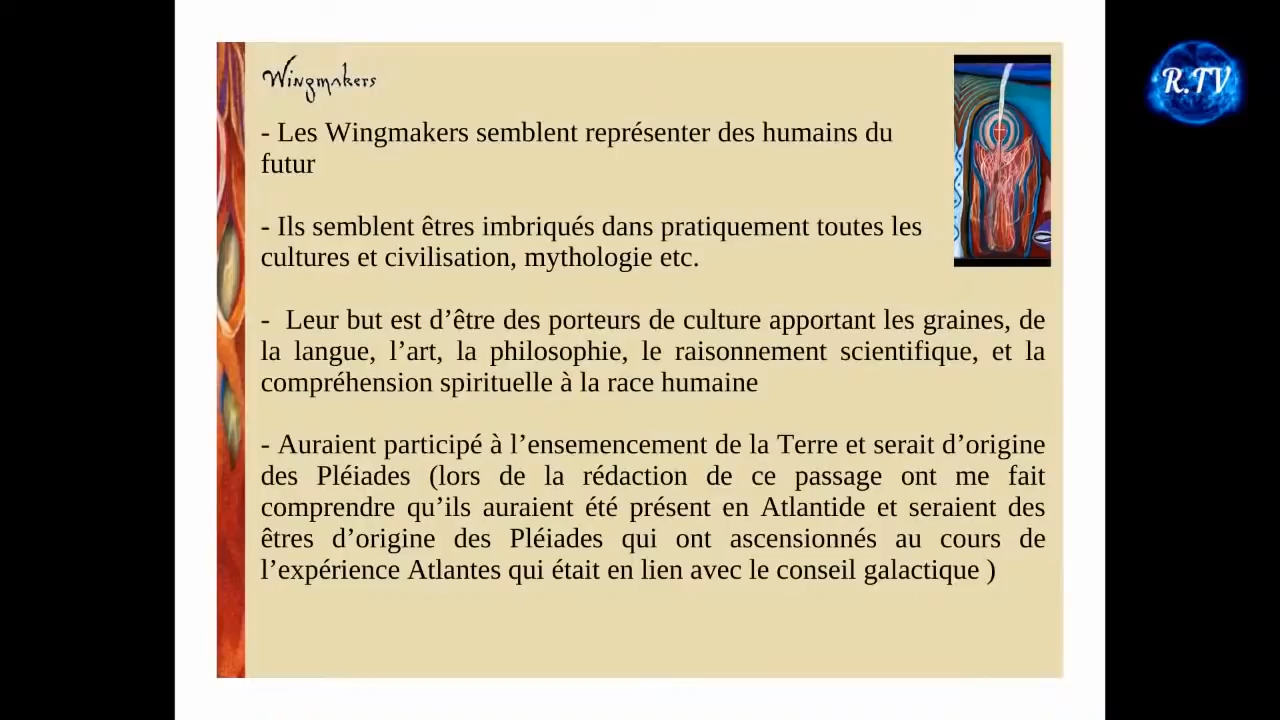 Wingmakers
R.TV
- Les Wingmakers semblent représenter des humains du
futur
- Ils semblent êtres imbriqués dans pratiquement toutes les
cultures et civilisation, mythologie etc.
- Leur but est d’être des porteurs de culture apportant les graines, de
la langue, l’art, la philosophie, le raisonnement scientifique, et la
compréhension spirituelle à la race humaine
- Auraient participé à l’ensemencement de la Terre et serait d’origine
des Pléiades (lors de la rédaction de ce passage ont me fait
comprendre qu’ils auraient été présent en Atlantide et seraient des
êtres d’origine des Pléiades qui ont ascensionnés au cours de
l’expérience Atlantes qui était en lien avec le conseil galactique )